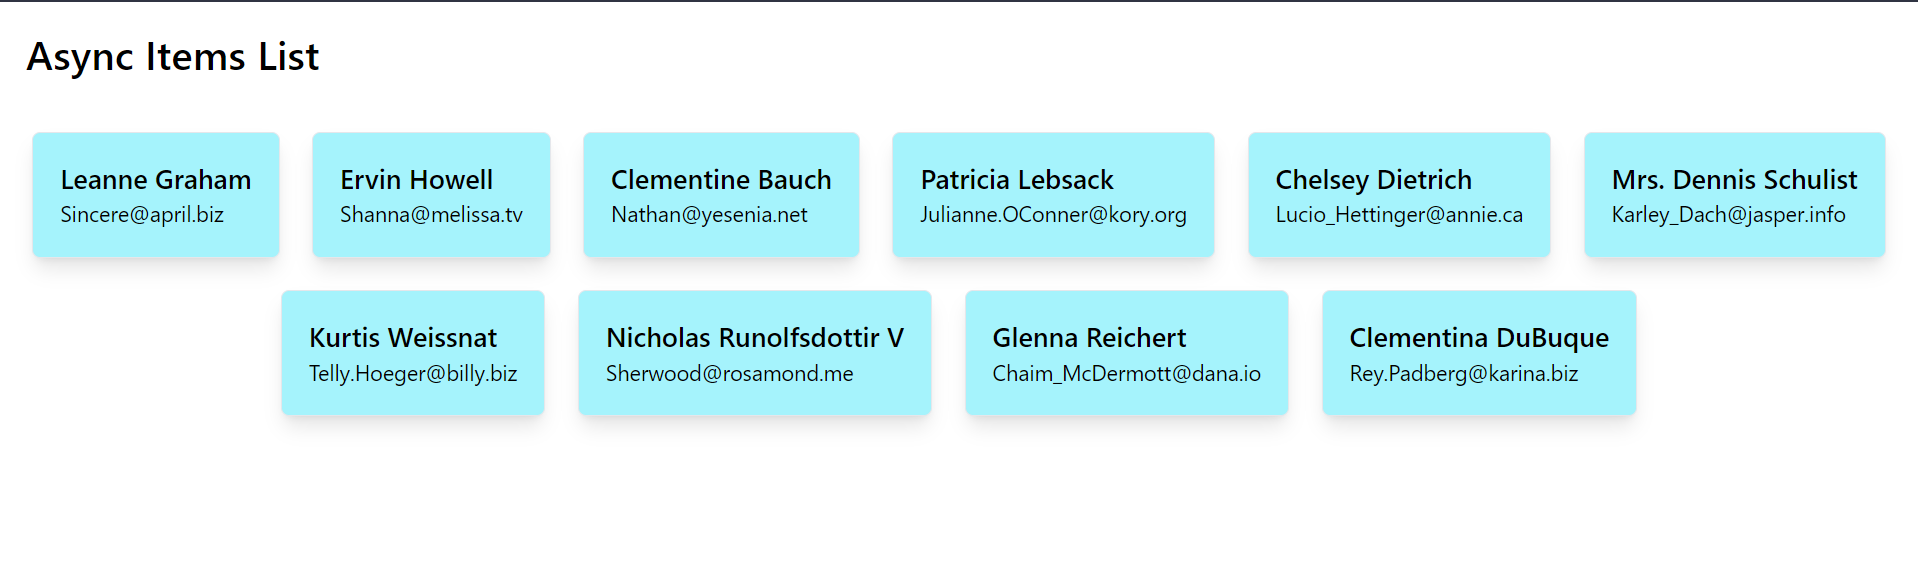 Async Items List
Leanne Graham
Sincere@april.biz
Ervin Howell
Shanna@melissa.tv
Clementine Bauch
Nathan@yesenia.net
Patricia Lebsack
Julianne.OConner@kory.org
Chelsey Dietrich
Lucio_Hettinger@annie.ca
Mrs. Dennis Schulist
Karley_Dach@jasper.info
Kurtis Weissnat
Telly.Hoeger@billy.biz
Nicholas Runolfsdottir V
Sherwood@rosamond.me
Glenna Reichert
Chaim_McDermott@dana.io
Clementina DuBuque
Rey.Padberg@karina.biz